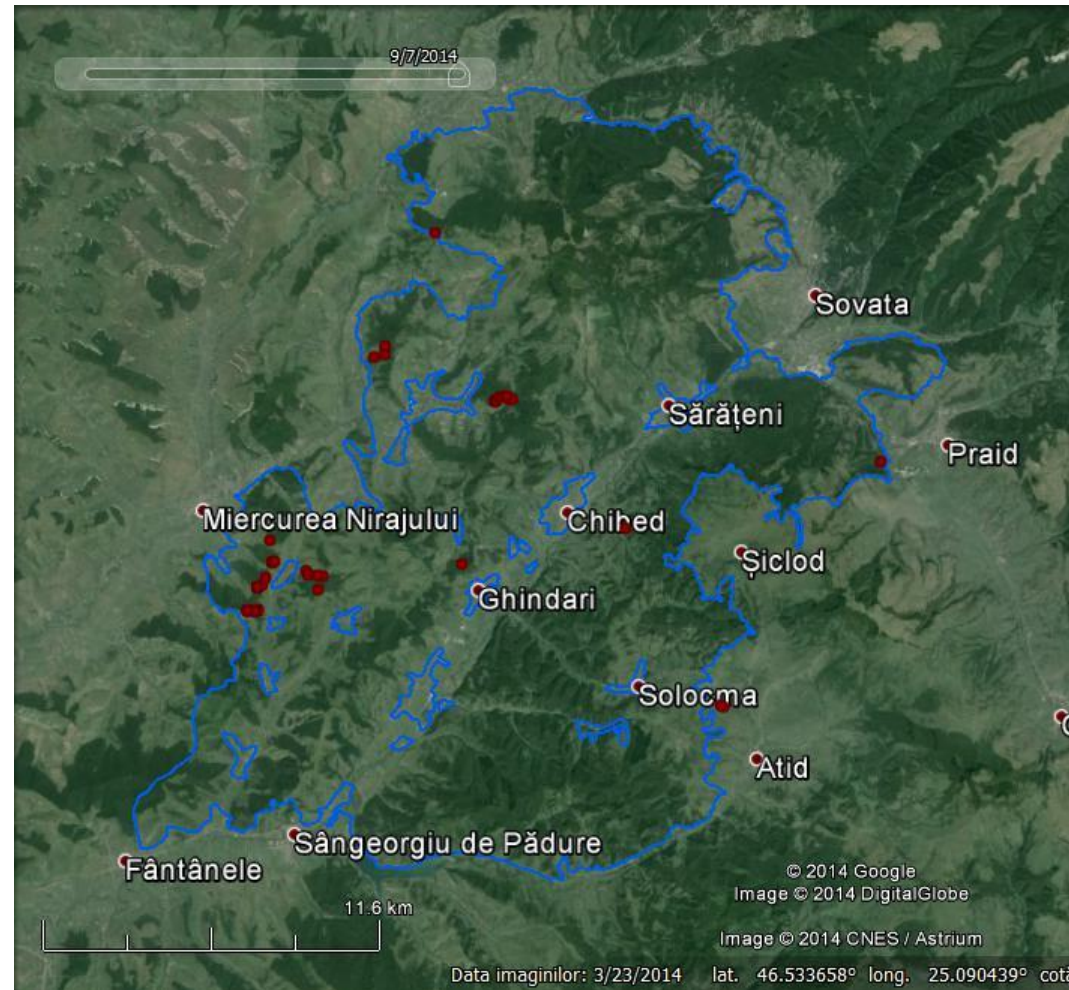 9/7/2014
Sovata
Sărățeni
Praid
Miercurea Nirajului
Chibed
Șiclod
Ghindari
Solocma
Atid
Sângeorgiu de Pădure
Fântânele
© 2014 Google
Image © 2014 DigitalGlobe
11.6 km
Image © 2014 CNES / Astrium
Data imaginilor: 3/23/2014 lat. 46.533658° long. 25.090439°